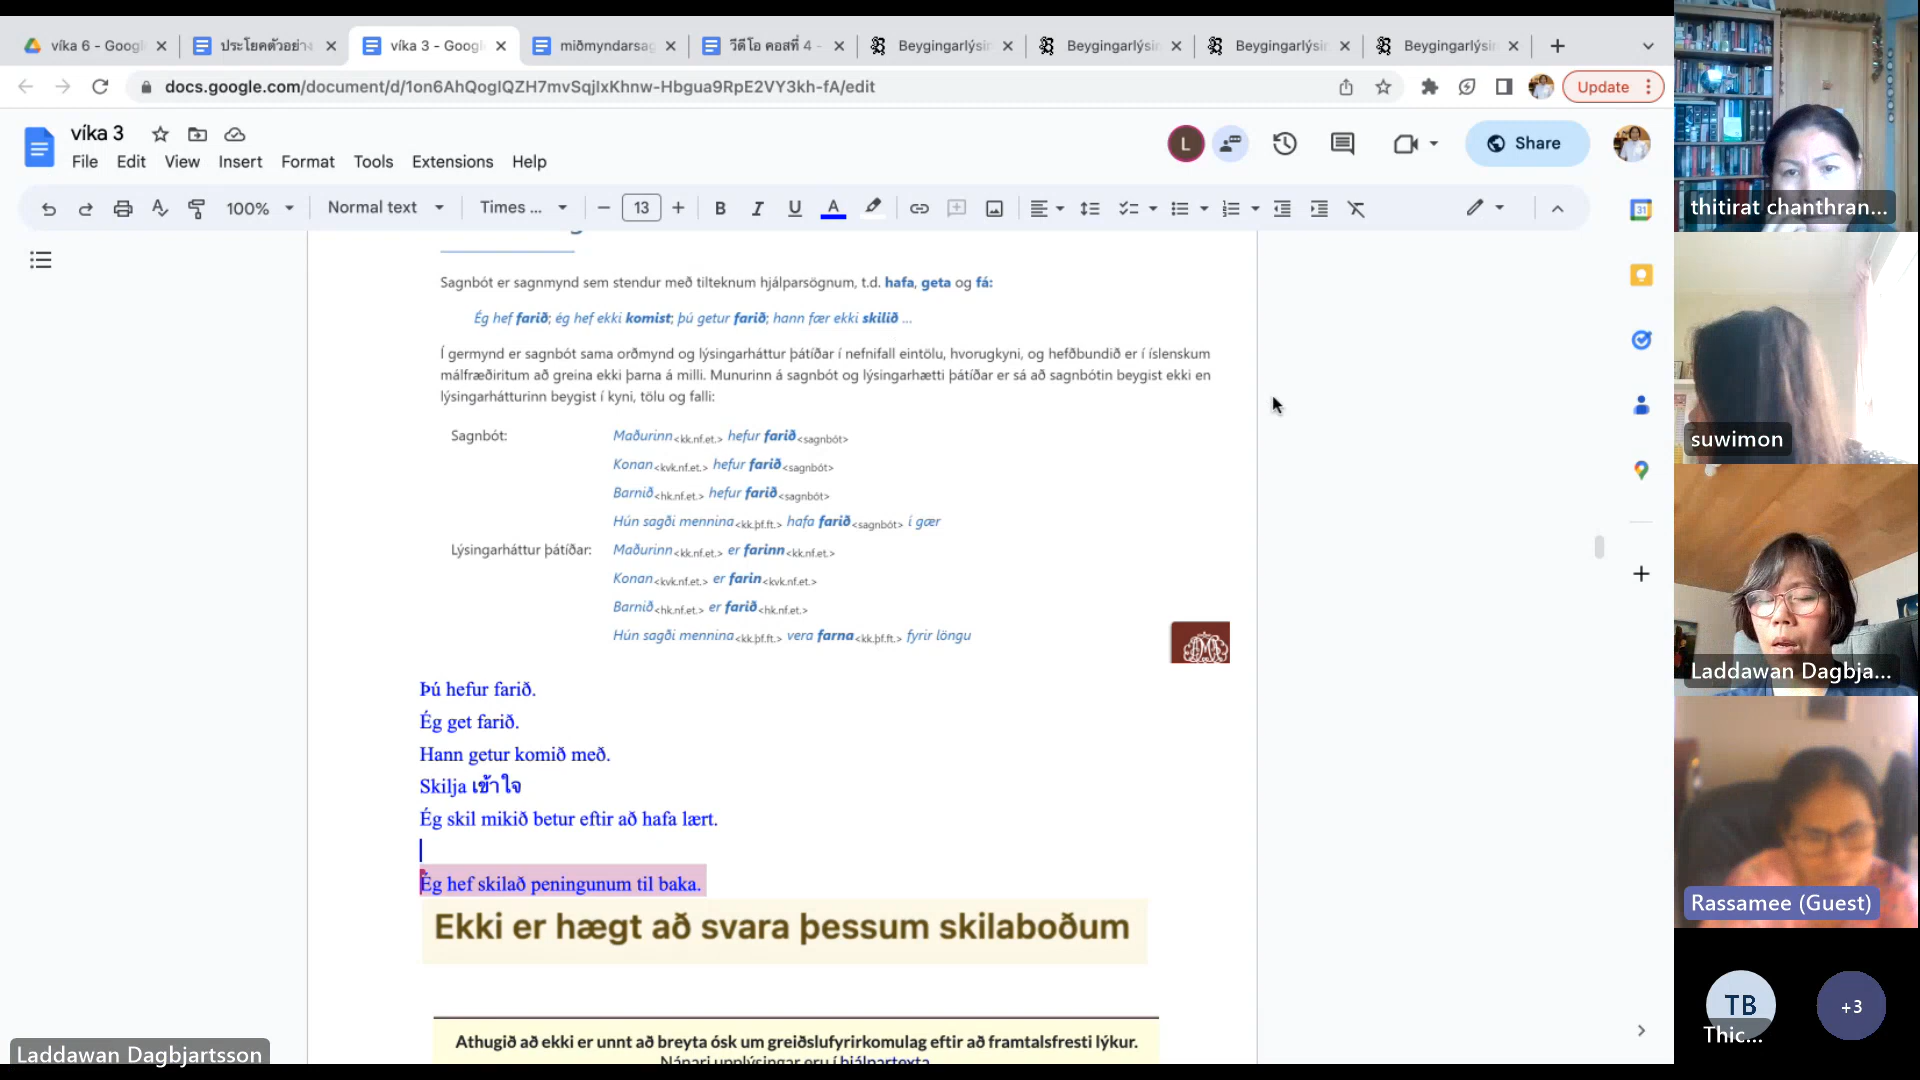 víka 6 - Googl
ประโยคตัวอย่าง
víka 3 - Googl
miðmyndarsag
วีดีโอ คอสที่ 4 -
Beygingarlýsin
Beygingarlýsin
Beygingarlýsin
Beygingarlýsin
docs.google.com/document/d/1on6AhQogIQZH7mvSqjIxKhnw-Hbgua9RpE2VY3kh-fA/edit
Update
víka 3
File Edit View Insert Format Tools Extensions Help
L
Share
100% Normal text Times ... 13 B I U A
31
Sagnbót er sagnmynd sem stendur með tilteknum hjálparsögnum, t.d. hafa, geta og fá:
Ég hef farið; ég hef ekki komist; þú getur farið; hann fær ekki skilið ...
Í germynd er sagnbót sama orðmynd og lýsingarháttur þátíðar í nefnifall eintölu, hvorugkyni, og hefðbundið er í íslenskum
málfræðiritum að greina ekki þarna á milli. Munurinn á sagnbót og lýsingarhætti þátíðar er sá að sagnbótin beygist ekki en
lýsingarhátturinn beygist í kyni, tölu og falli:
Sagnbót: Maðurinn<kk.nf.et.> hefur farið<sagnbót>
Konan<kvk.nf.et.> hefur farið<sagnbót>
Barnið<hk.nf.et.> hefur farið<sagnbót>
Hún sagði mennina<kk.þf.ft.> hafa farið<sagnbót> í gær
Lýsingarháttur þátíðar: Maðurinn<kk.nf.et.> er farinn<kk.nf.et.>
Konan<kvk.nf.et.> er farin<kvk.nf.et.>
Barnið<hk.nf.et.> er farið<hk.nf.et.>
Hún sagði mennina<kk.þf.ft.> vera farna<kk.þf.ft.> fyrir löngu
Þú hefur farið.
Ég get farið.
Hann getur komið með.
Skilja เข้าใจ
Ég skil mikið betur eftir að hafa lært.
Ég hef skilað peningunum til baka.
Ekki er hægt að svara þessum skilaboðum
Athugið að ekki er unnt að breyta ósk um greiðslufyrirkomulag eftir að framtalsfresti lýkur.
Nánari upplýsingar eru í hjálpartexta
Laddawan Dagbjartsson
thitirat chanthran...
suwimon
Laddawan Dagbja...
Rassamee (Guest)
TB
Thic...
+3